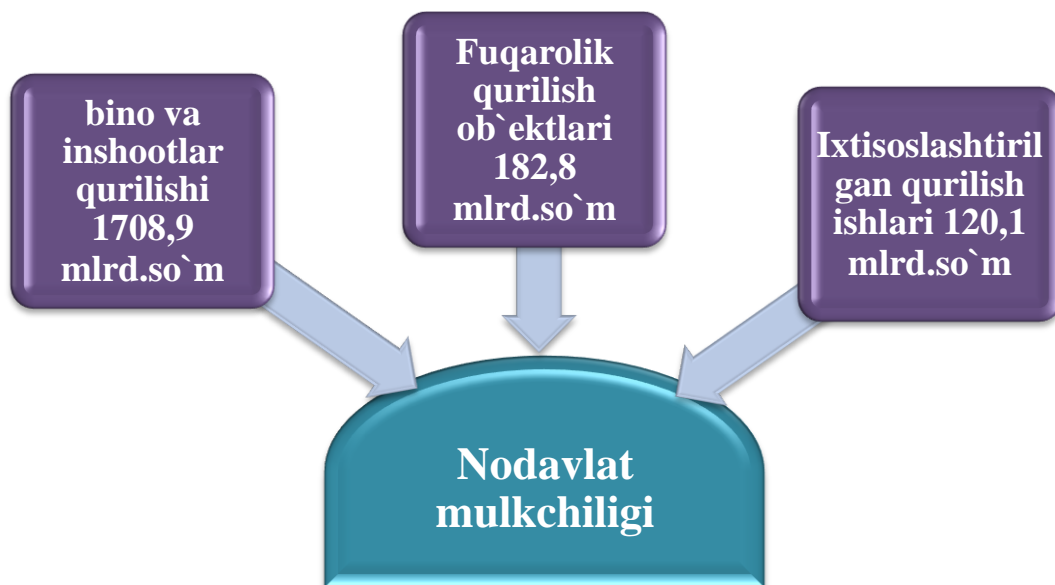 bino va
inshootlar
qurilishi
1708,9
mlrd.so`m
Fuqarolik
qurilish
ob`ektlari
182,8
mlrd.so`m
Ixtisoslashtiril
gan qurilish
ishlari 120,1
mlrd.so`m
Nodavlat
mulkchiligi